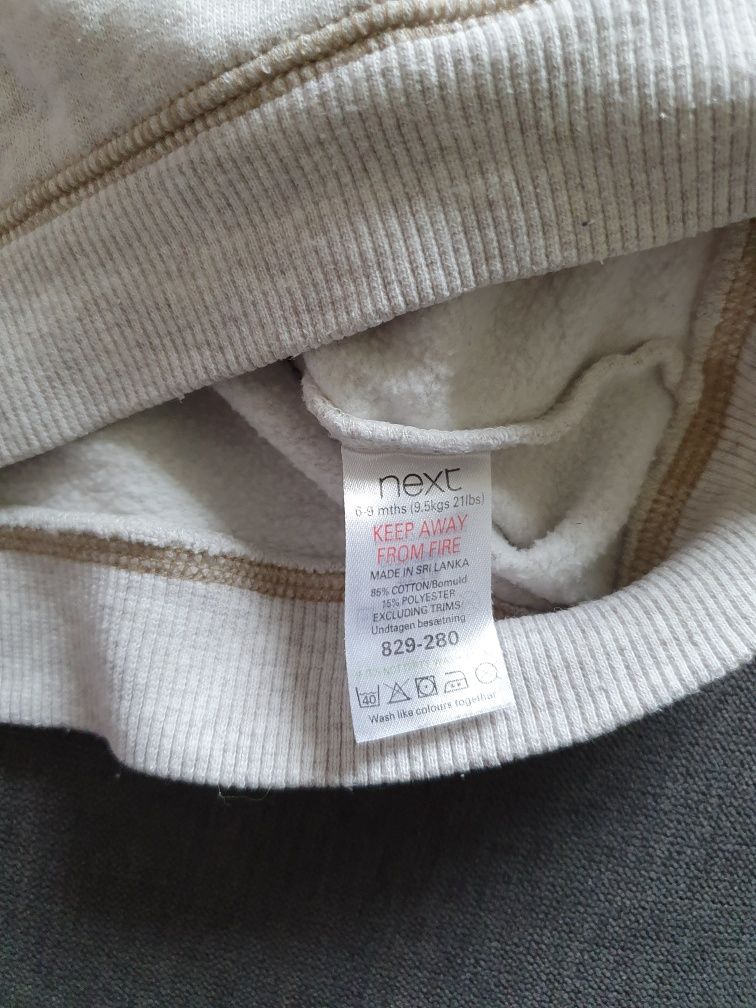 next
6-9 mths (9.5kgs 21lbs)
KEEP AWAY
FROM FIRE
MADE IN SRI LANKA
85% COTTON/Bomuld
15% POLYESTER
EXCLUDING TRIMS/
Undtagen besætning
829-280
40
Wash like colours together